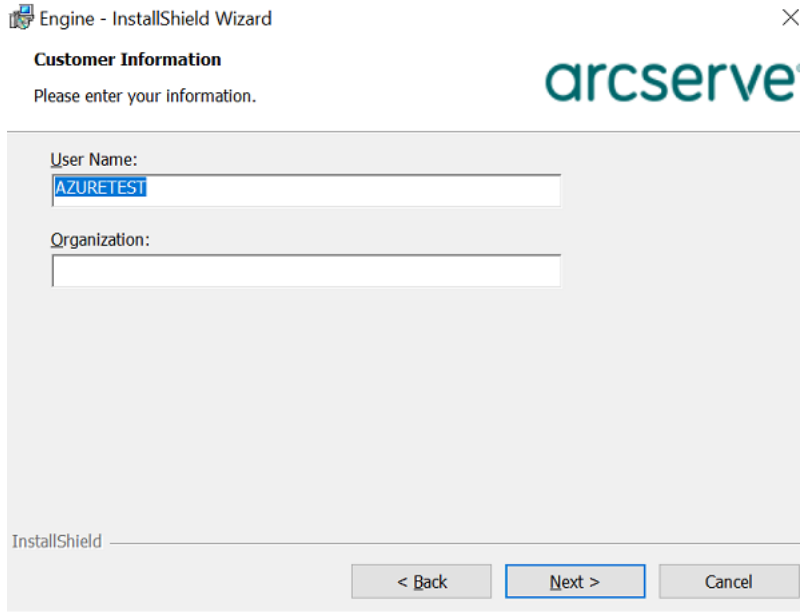 Engine - InstallShield Wizard
Customer Information
Please enter your information.
arcserve
User Name:
AZURETEST
Organization:
InstallShield
< Back
Next >
Cancel